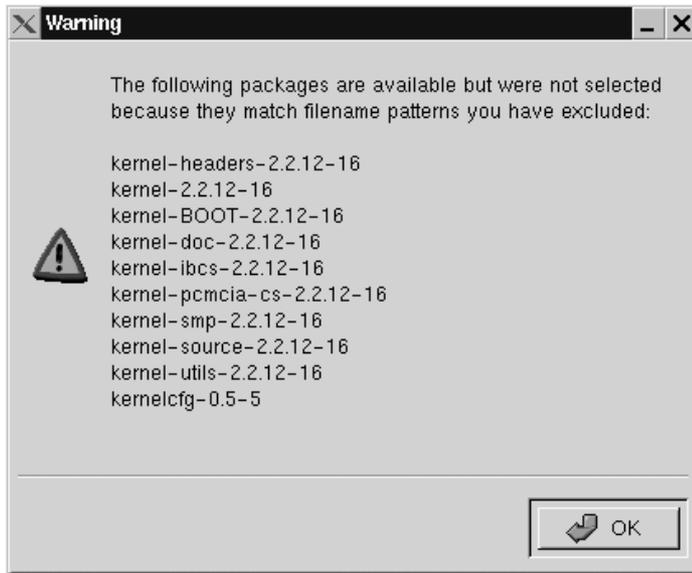 Warning
The following packages are available but were not selected
because they match filename patterns you have excluded:
kernel-headers-2.2.12-16
kernel-2.2.12-16
kernel-BOOT-2.2.12-16
kernel-doc-2.2.12-16
kernel-ibcs-2.2.12-16
kernel-pcmcia-cs-2.2.12-16
kernel-smp-2.2.12-16
kernel-source-2.2.12-16
kernel-utils-2.2.12-16
kernelcfg-0.5-5
OK